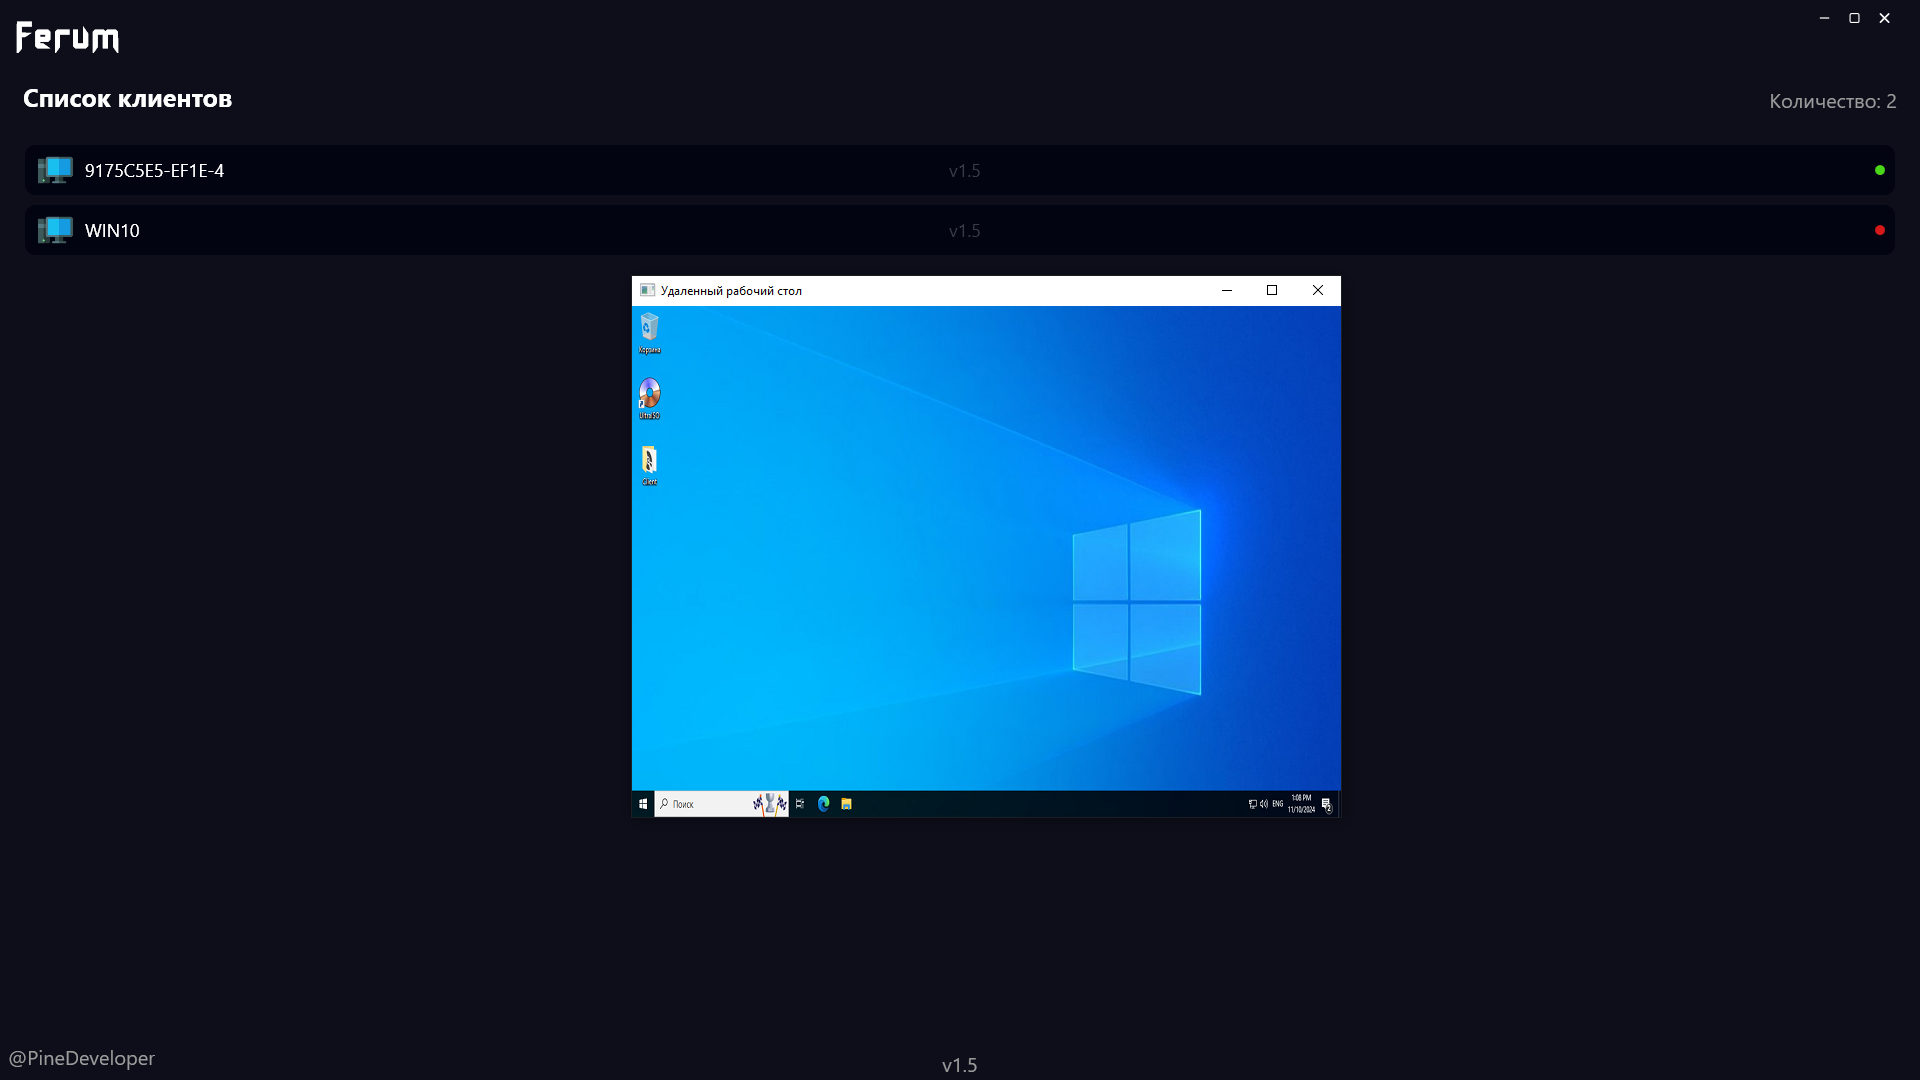 Ferum
Список клиентов
Количество: 2
9175C5E5-EF1E-4
v1.5
WIN10
v1.5
Удаленный рабочий стол
Корзина
UltraISO
Client
Поиск
ENG
1:08 PM
11/10/2024
2
@PineDeveloper
v1.5